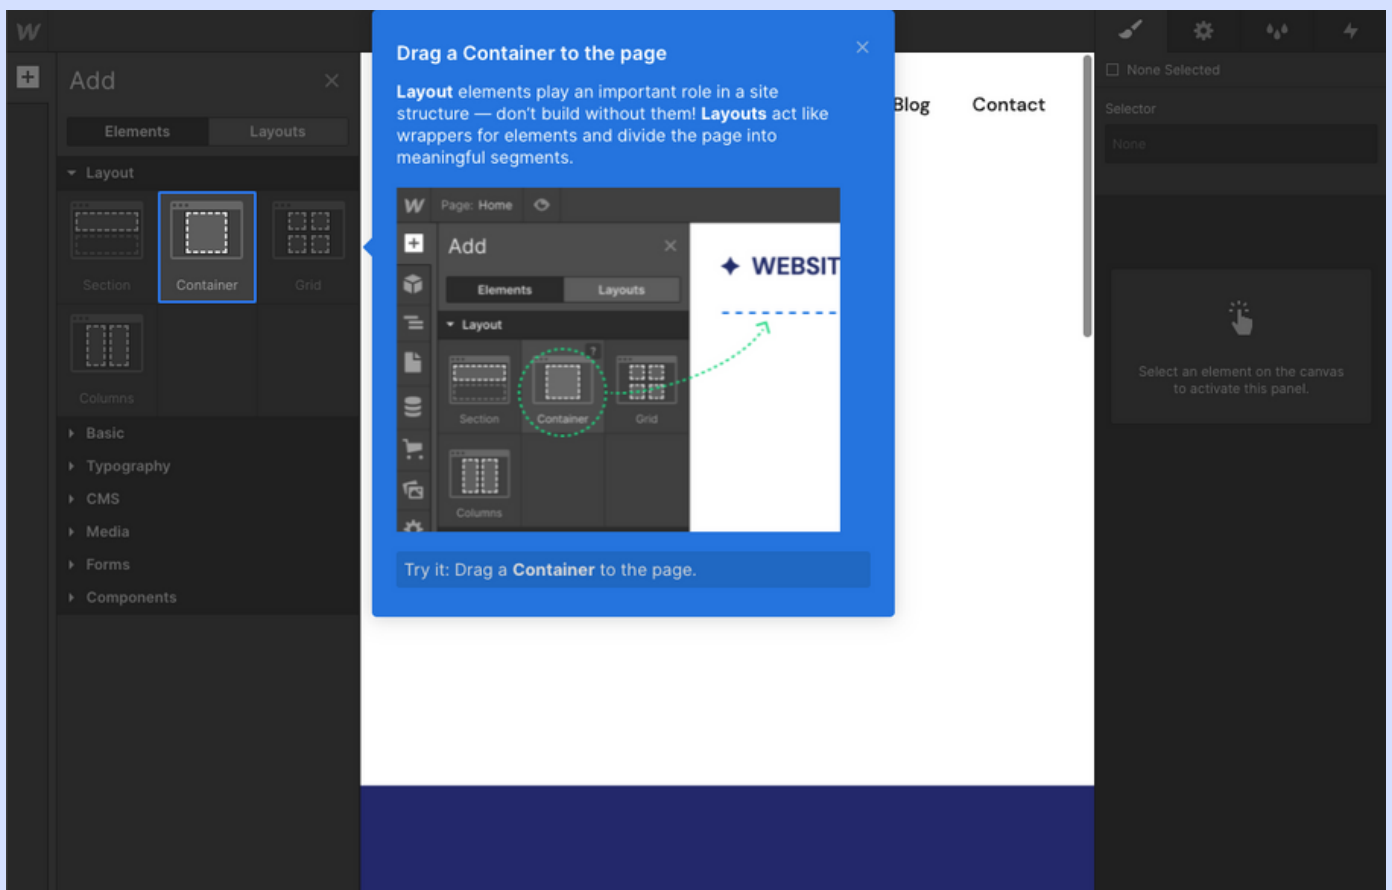 W
Add
Elements
Layouts
Layout
Section
Container
Grid
Columns
Basic
Typography
CMS
Media
Forms
Components
Drag a Container to the page
Layout elements play an important role in a site
structure — don't build without them! Layouts act like
wrappers for elements and divide the page into
meaningful segments.
W Page: Home
Add
Elements Layouts
Layout
?
Section Container Grid
Columns
WEBSIT
Try it: Drag a Container to the page.
Blog Contact
None Selected
Selector
None
Select an element on the canvas
to activate this panel.